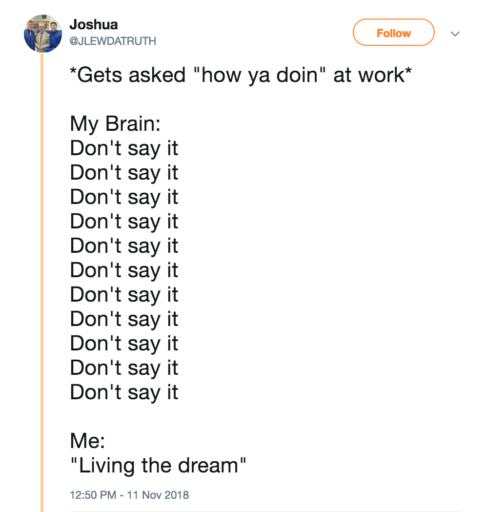 Joshua
@JLEWDATRUTH
Follow
*Gets asked "how ya doin" at work*
My Brain:
Don't say it
Don't say it
Don't say it
Don't say it
Don't say it
Don't say it
Don't say it
Don't say it
Don't say it
Don't say it
Don't say it
Me:
"Living the dream"
12:50 PM - 11 Nov 2018